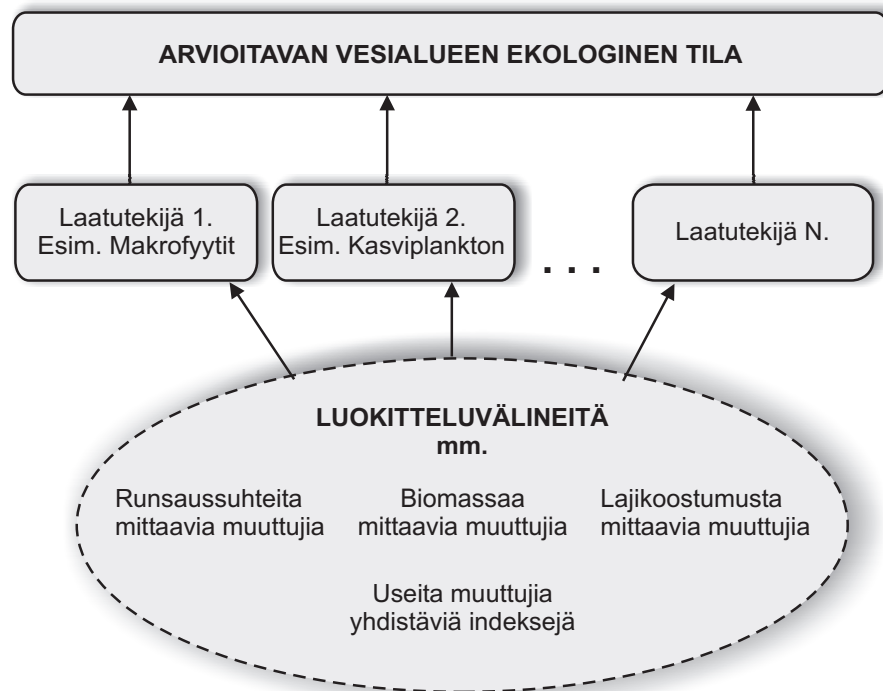 ARVIOITAVAN VESIALUEEN EKOLOGINEN TILA
Laatutekijä 1.
Esim. Makrofyytit
Laatutekijä 2.
Esim. Kasviplankton
. . .
Laatutekijä N.
LUOKITTELUVÄLINEITÄ
mm.
Runsaussuhteita
mittaavia muuttujia
Biomassaa
mittaavia muuttujia
Lajikoostumusta
mittaavia muuttujia
Useita muuttujia
yhdistäviä indeksejä